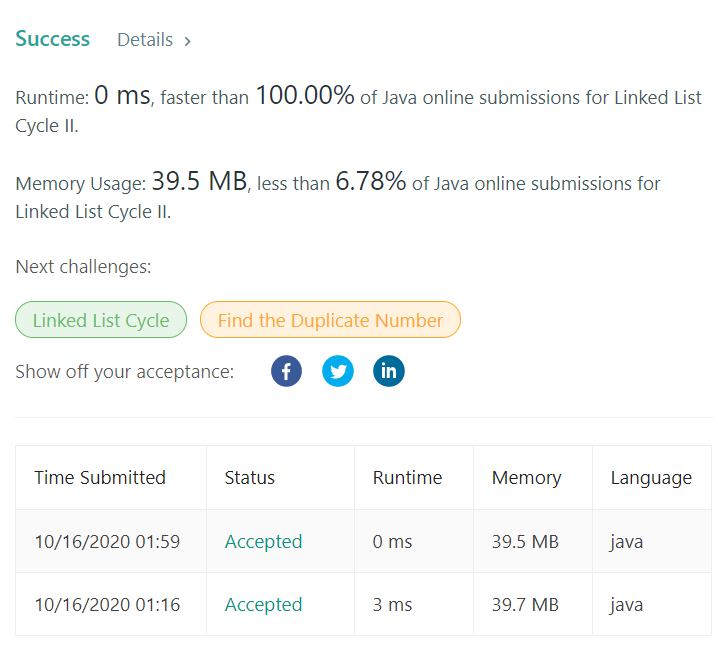 Success Details >
Runtime: 0 ms, faster than 100.00% of Java online submissions for Linked List
Cycle II.
Memory Usage: 39.5 MB, less than 6.78% of Java online submissions for
Linked List Cycle II.
Next challenges:
Linked List Cycle Find the Duplicate Number
Show off your acceptance: f in
Time Submitted Status Runtime Memory Language
10/16/2020 01:59 Accepted 0 ms 39.5 MB java
10/16/2020 01:16 Accepted 3 ms 39.7 MB java